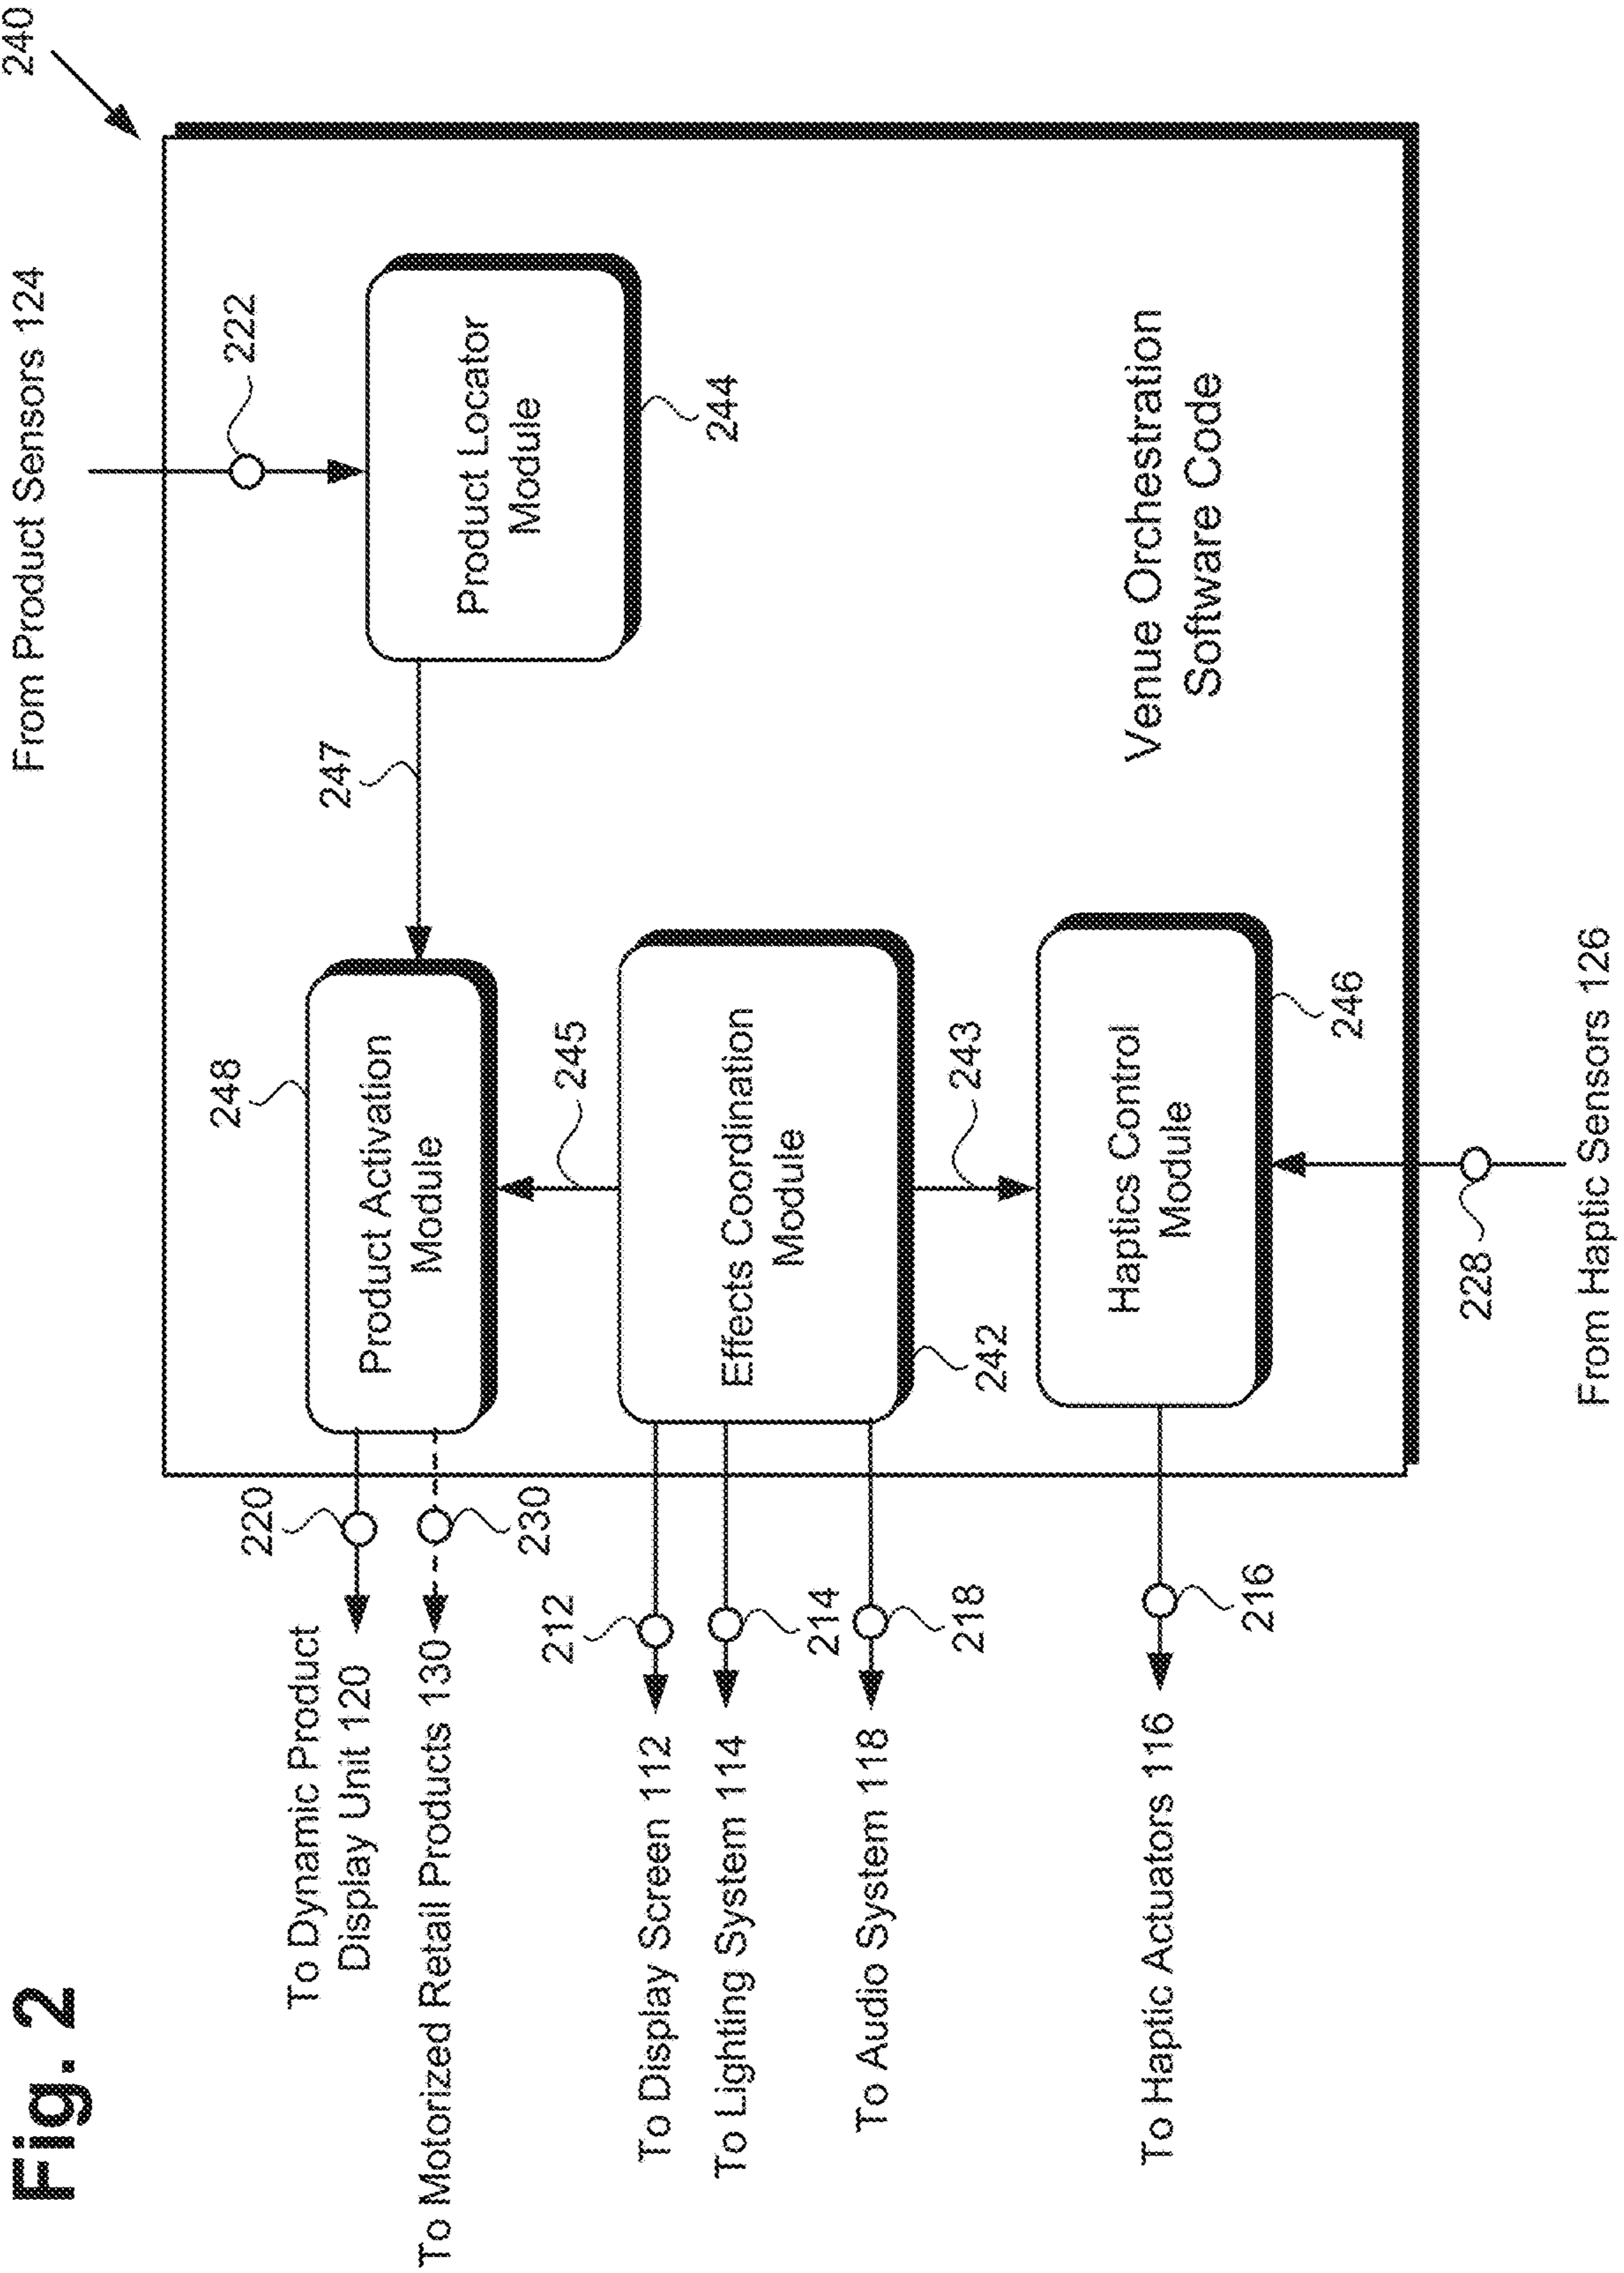 Fig. 2
240
From Product Sensors 124
222
To Dynamic Product
Display Unit 120
220
To Motorized Retail Products 130
230
248
Product Activation
Module
247
Product Locator
Module
244
245
To Display Screen 112
212
To Lighting System 114
214
To Audio System 118
218
Effects Coordination
Module
242
243
Venue Orchestration
Software Code
To Haptic Actuators 116
216
Haptics Control
Module
246
228
From Haptic Sensors 126